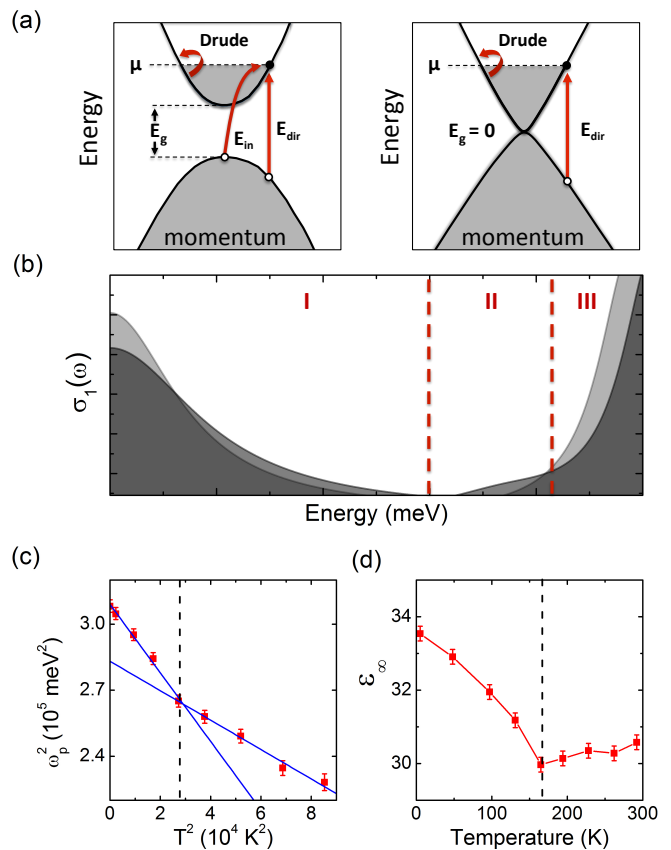 (a)
Drude
μ
Energy
E_g
E_in
E_dir
momentum
Drude
μ
Energy
E_g = 0
E_dir
momentum
(b)
I
II
III
σ₁(ω)
Energy (meV)
(c)
3.0
2.7
2.4
ω_p² (10⁵ meV²)
0 2 4 6 8
T² (10⁴ K²)
(d)
34
32
30
ε_∞
0 100 200 300
Temperature (K)